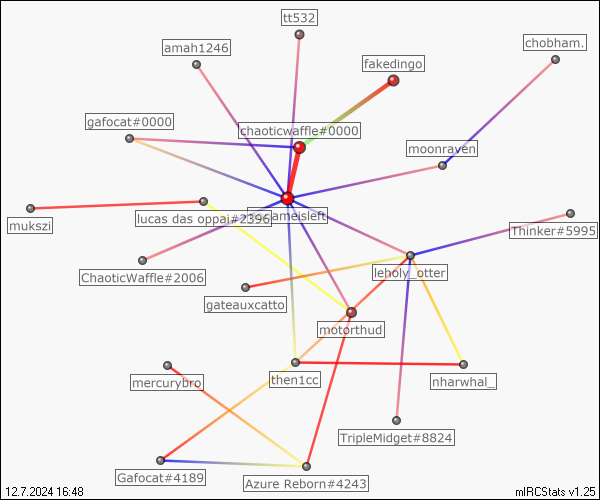 tt532
amah1246
chobham.
fakedingo
gafocat#0000
chaoticwaffle#0000
moonraven
mukszi
lucas das oppai#2396
ameisleft
Thinker#5995
ChaoticWaffle#2006
leholy_otter
gateauxcatto
motorthud
mercurybro
then1cc
nharwhal_
TripleMidget#8824
Gafocat#4189
Azure Reborn#4243
12.7.2024 16:48
mIRCStats v1.25